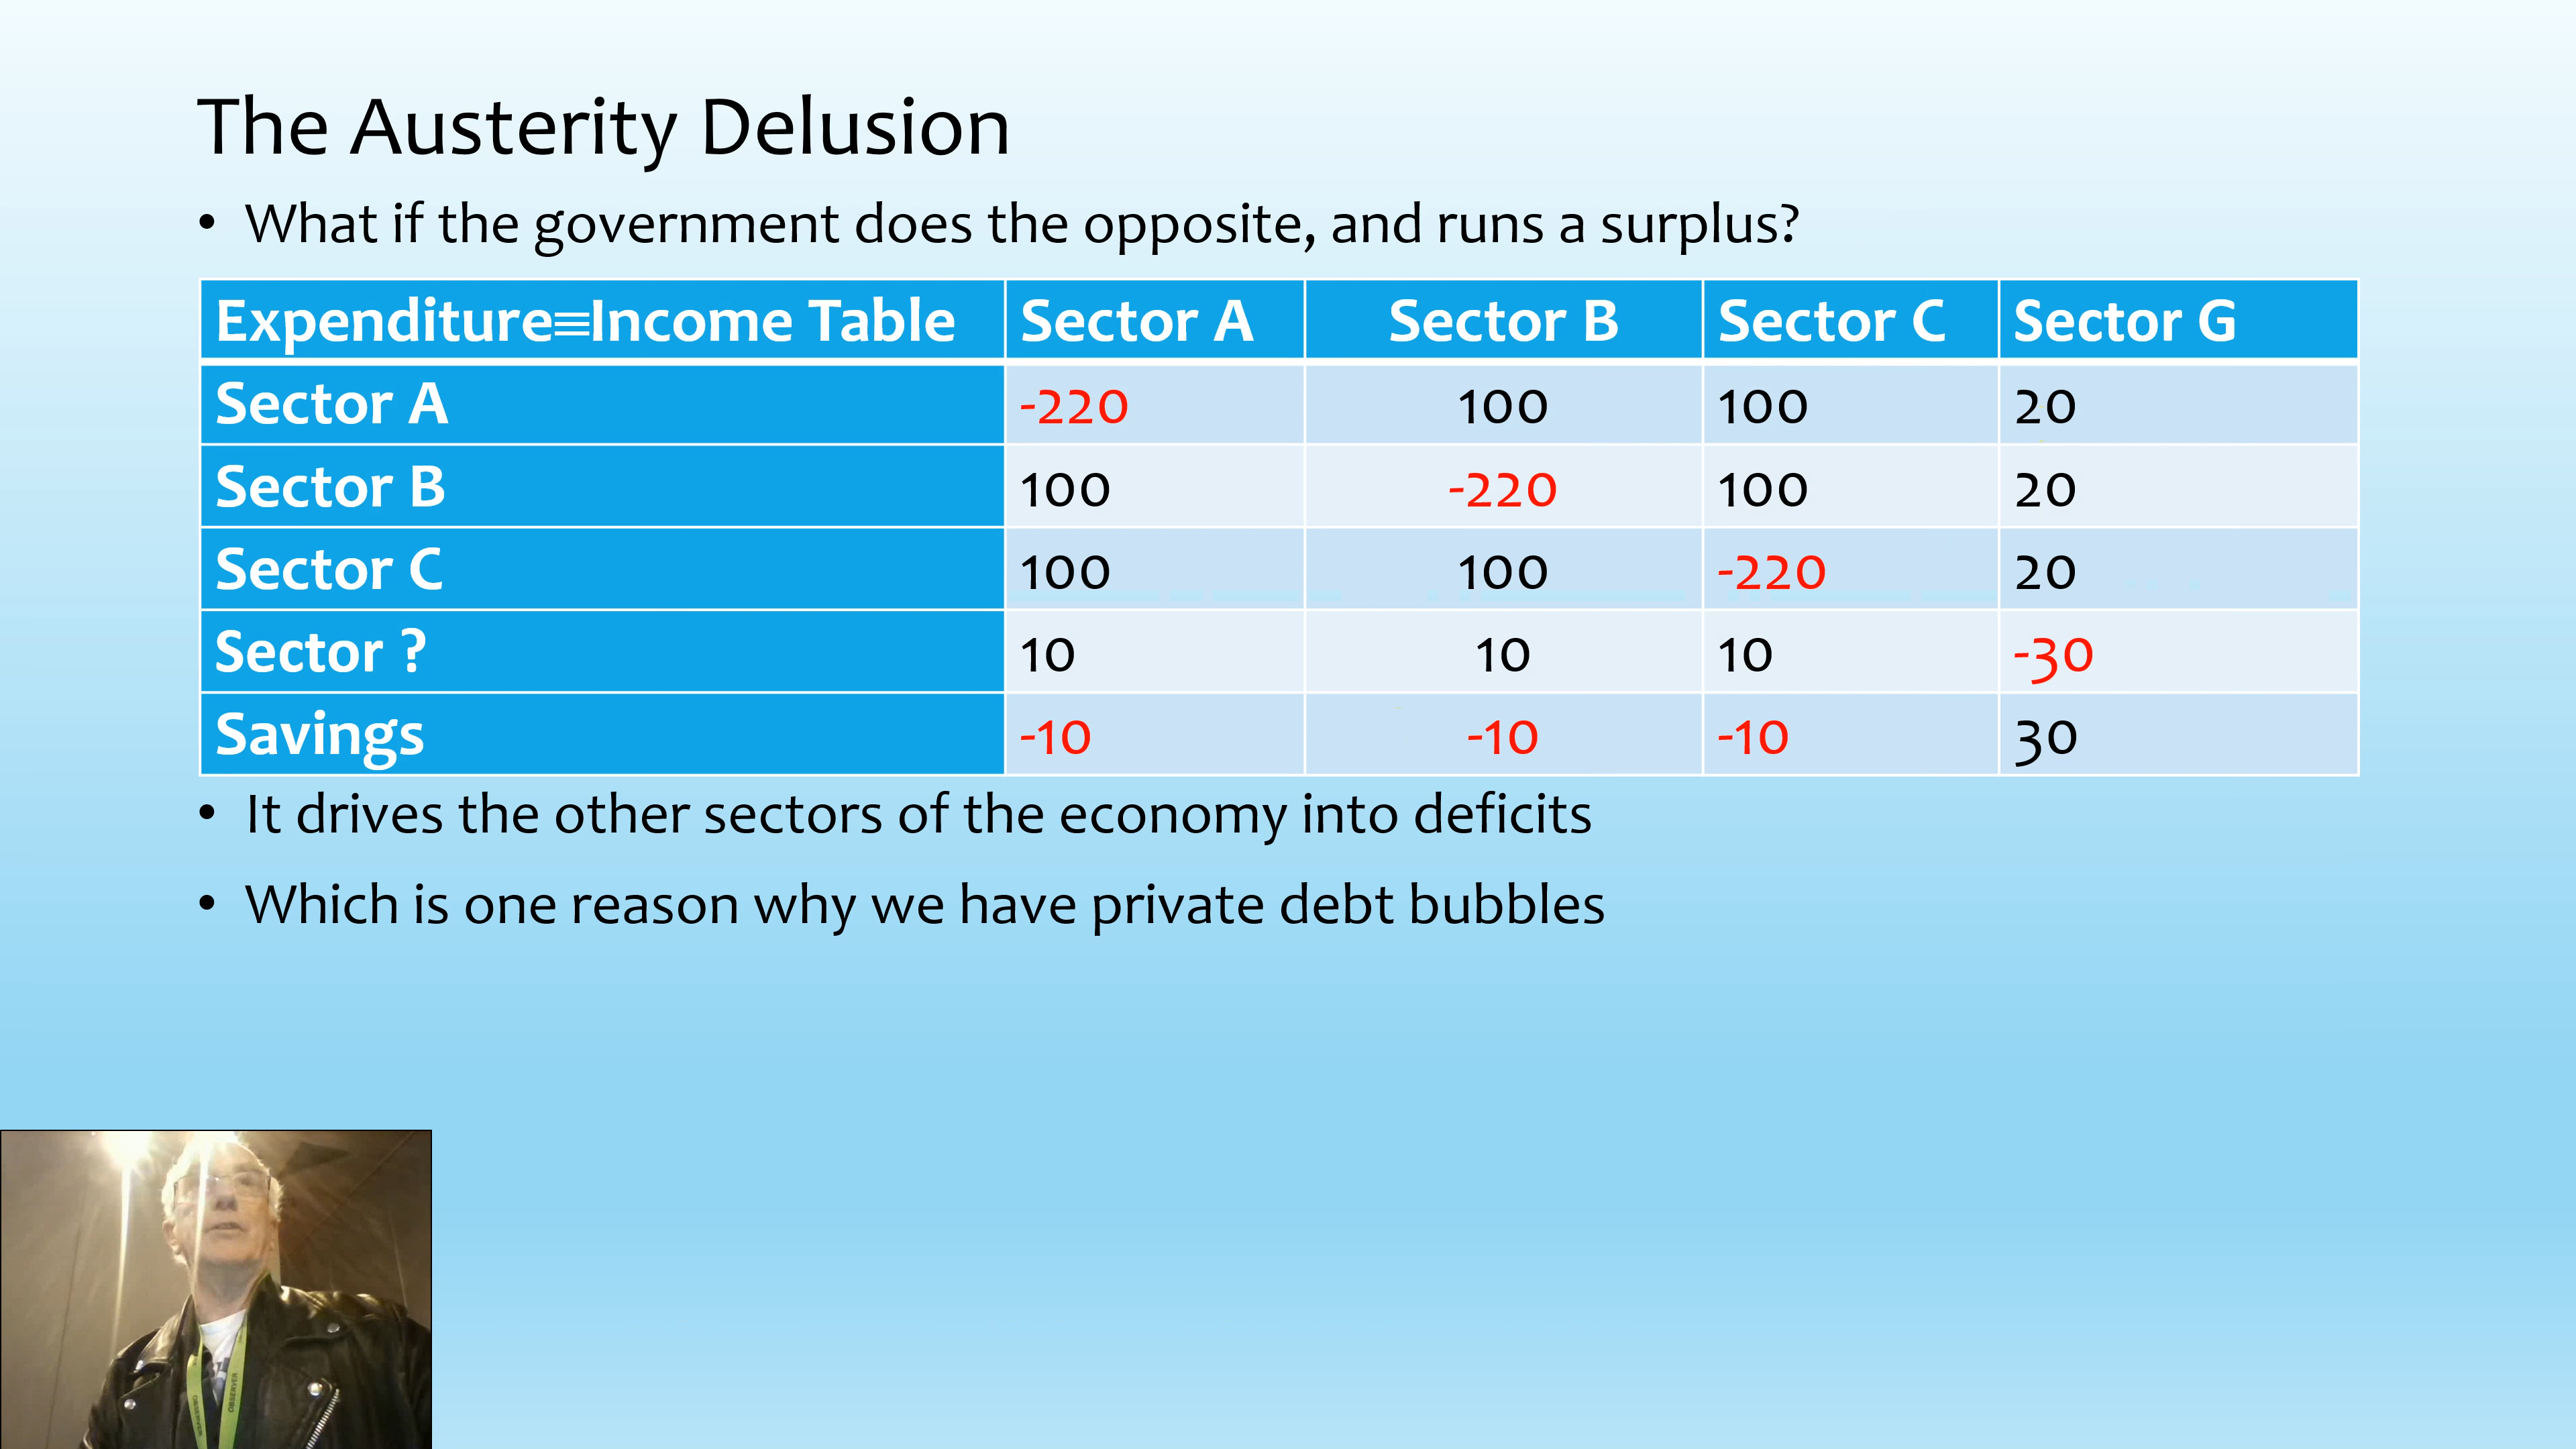 The Austerity Delusion
• What if the government does the opposite, and runs a surplus?
Expenditure≡Income Table Sector A Sector B Sector C Sector G
Sector A -220 100 100 20
Sector B 100 -220 100 20
Sector C 100 100 -220 20
Sector ? 10 10 10 -30
Savings -10 -10 -10 30
• It drives the other sectors of the economy into deficits
• Which is one reason why we have private debt bubbles
OBSERVER